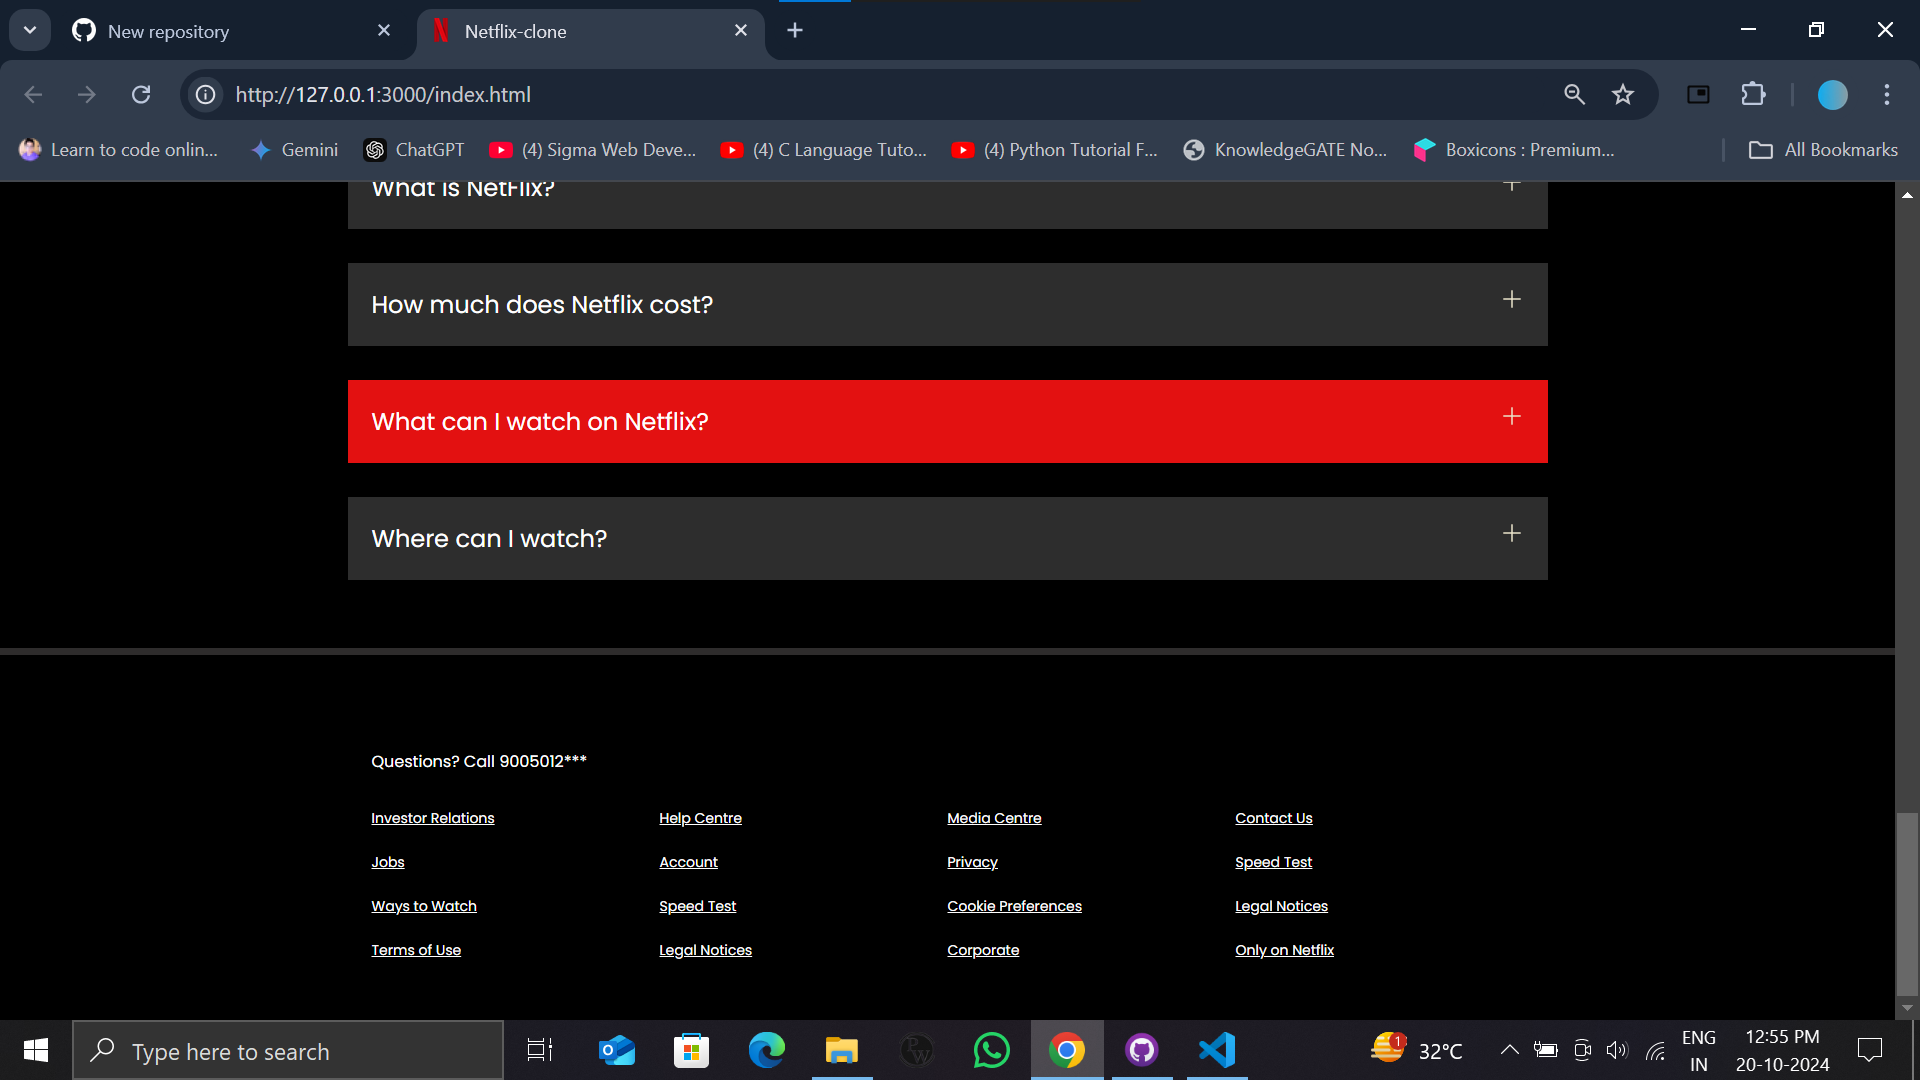 New repository
Netflix-clone
http://127.0.0.1:3000/index.html
Learn to code onlin...
Gemini
ChatGPT
(4) Sigma Web Deve...
(4) C Language Tuto...
(4) Python Tutorial F...
KnowledgeGATE No...
Boxicons : Premium...
All Bookmarks
What is NetFlix?
How much does Netflix cost?
What can I watch on Netflix?
Where can I watch?
Questions? Call 9005012***
Investor Relations
Help Centre
Media Centre
Contact Us
Jobs
Account
Privacy
Speed Test
Ways to Watch
Speed Test
Cookie Preferences
Legal Notices
Terms of Use
Legal Notices
Corporate
Only on Netflix
Type here to search
PW
1
32°C
ENG
IN
12:55 PM
20-10-2024